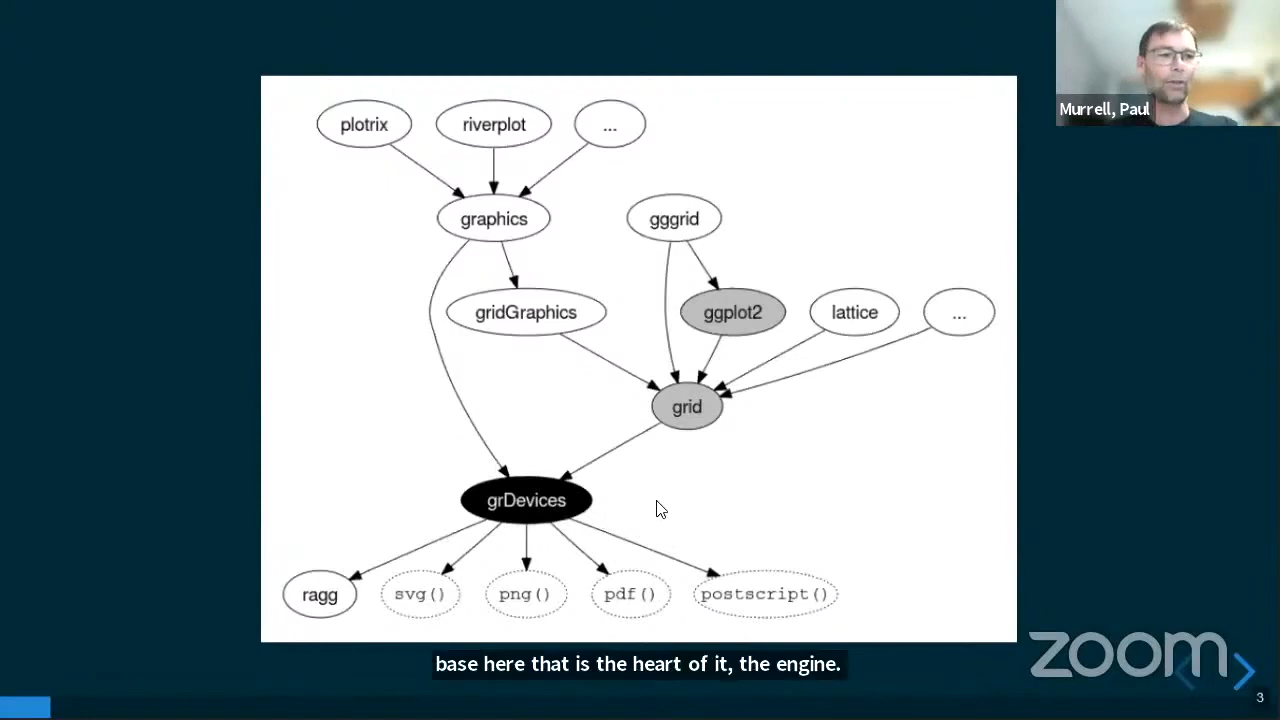 Murrell, Paul
plotrix
riverplot
...
graphics
gggrid
gridGraphics
ggplot2
lattice
...
grid
grDevices
ragg
svg()
png()
pdf()
postscript()
base here that is the heart of it, the engine.
zoom
3